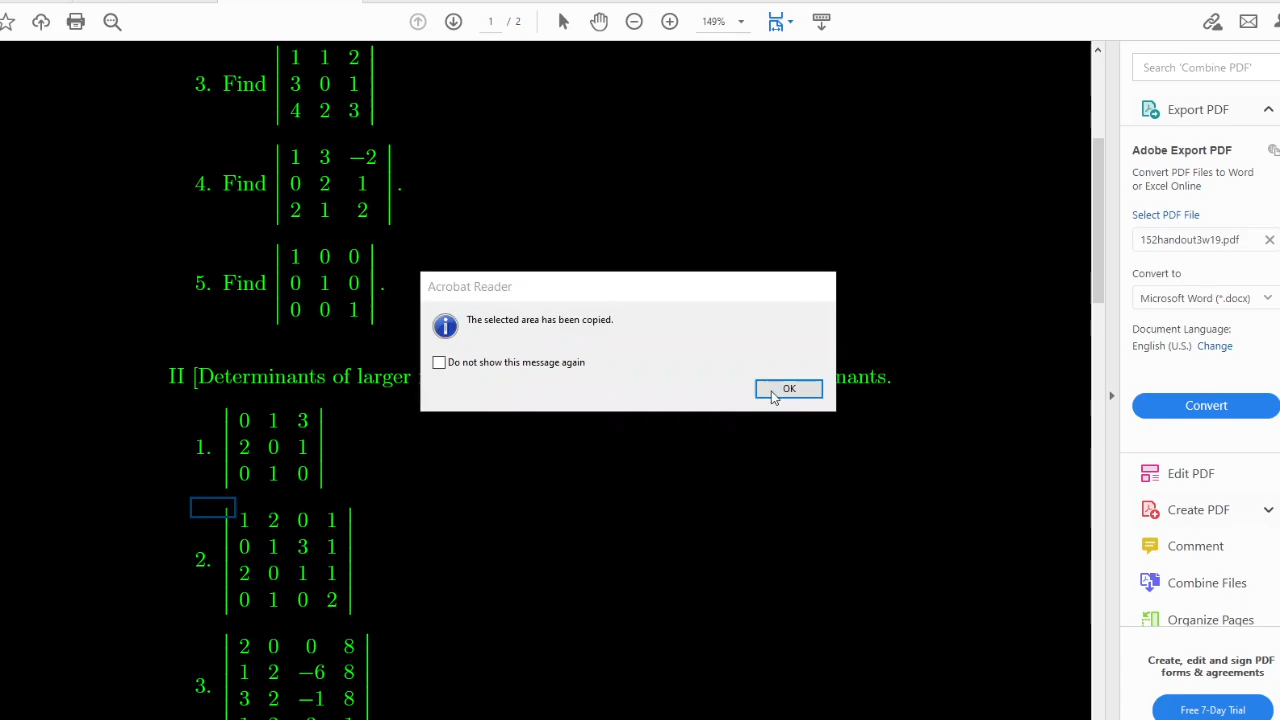 1 / 2
149%
Search 'Combine PDF'
Export PDF
Adobe Export PDF
Convert PDF Files to Word
or Excel Online
Select PDF File
152handout3w19.pdf
Convert to
Microsoft Word (*.docx)
Document Language:
English (U.S.) Change
Convert
Edit PDF
Create PDF
Comment
Combine Files
Organize Pages
Create, edit and sign PDF
forms & agreements
Free 7-Day Trial
1 1 2
3. Find 3 0 1
4 2 3
1 3 −2
4. Find 0 2 1 .
2 1 2
1 0 0
5. Find 0 1 0 .
0 0 1
Acrobat Reader
The selected area has been copied.
Do not show this message again
OK
II [Determinants of larger
0 1 3
1. 2 0 1
0 1 0
1 2 0 1
0 1 3 1
2.
2 0 1 1
0 1 0 2
2 0 0 8
1 2 −6 8
3.
3 2 −1 8